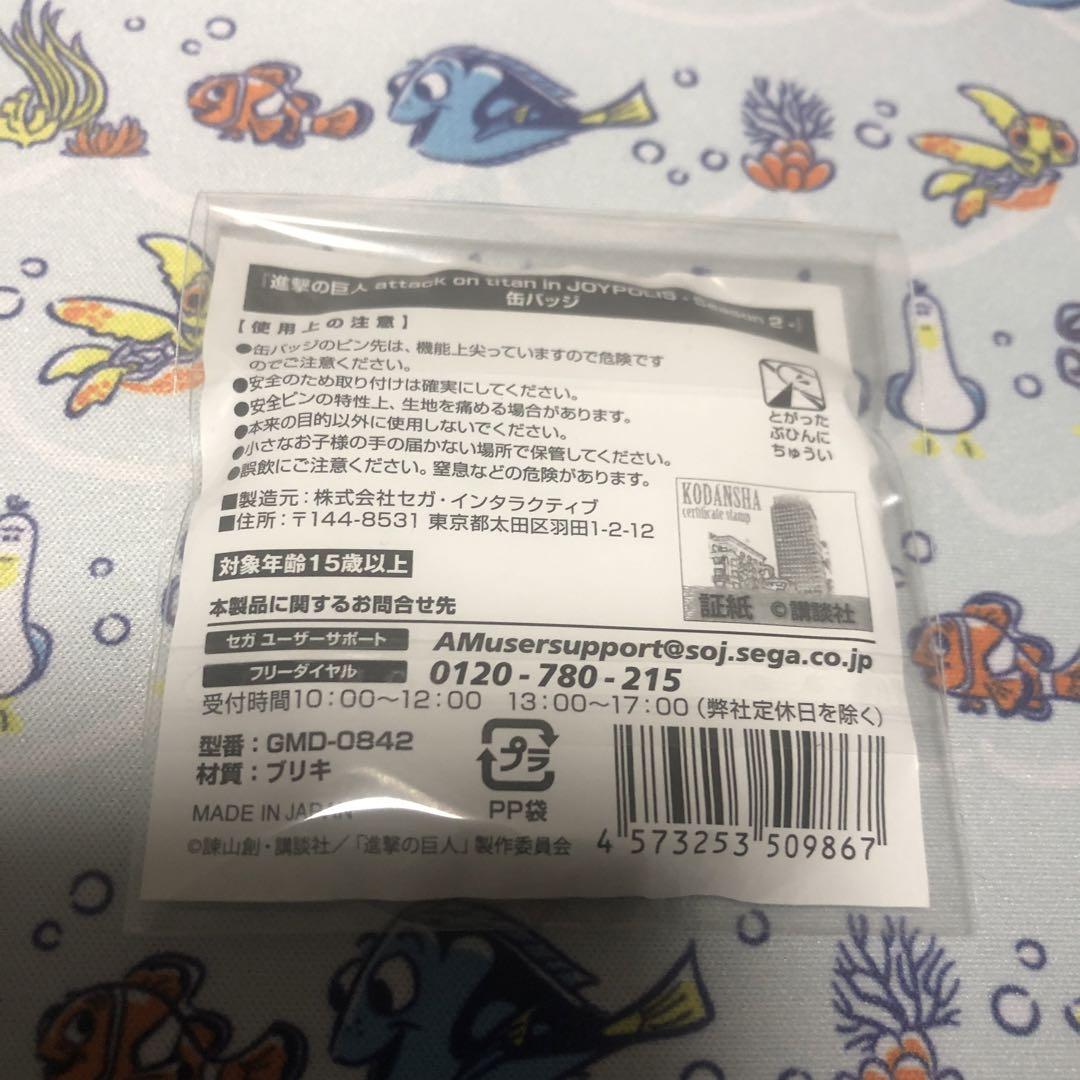 『進撃の巨人 attack on titan in JOYPOLIS - Season 2 -』
缶バッジ
【使用上の注意】
●缶バッジのピン先は、機能上尖っていますので危険です
のでご注意ください。
●安全のため取り付けは確実にしてください。
●安全ピンの特性上、生地を痛める場合があります。
●本来の目的以外に使用しないでください。
●小さなお子様の手の届かない場所で保管してください。
●誤飲にご注意ください。窒息などの危険があります。
とがった
ぶひんに
ちゅうい
■製造元：株式会社セガ・インタラクティブ
■住所：〒144-8531 東京都太田区羽田1-2-12
KODANSHA
certificate stamp
証紙 ©講談社
対象年齢15歳以上
本製品に関するお問合せ先
セガ ユーザーサポート AMusersupport@soj.sega.co.jp
フリーダイヤル 0120-780-215
受付時間10：00～12：00 13：00～17：00（弊社定休日を除く）
型番：GMD-0842
材質：ブリキ
プラ
PP袋
MADE IN JAPAN
©諫山創・講談社／「進撃の巨人」製作委員会
4 573253 509867